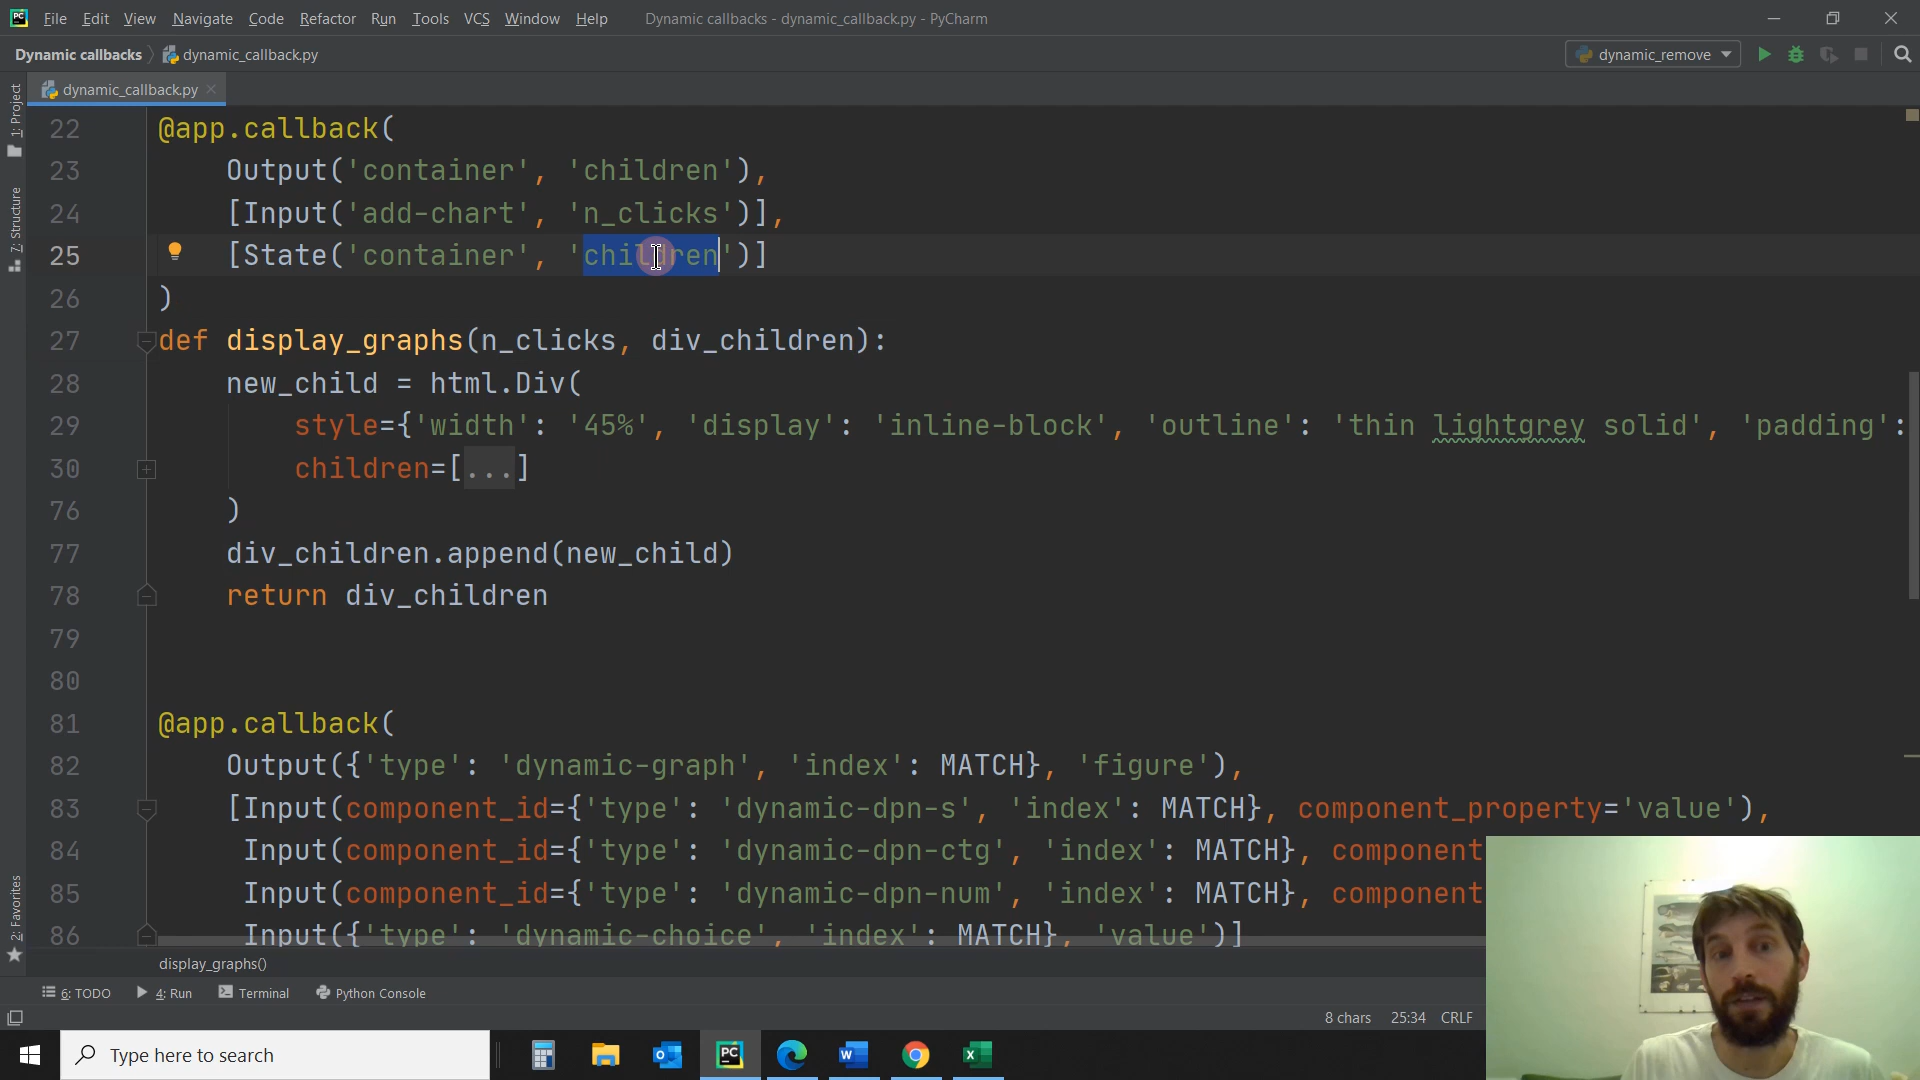 File Edit View Navigate Code Refactor Run Tools VCS Window Help Dynamic callbacks - dynamic_callback.py - PyCharm
Dynamic callbacks dynamic_callback.py dynamic_remove
dynamic_callback.py
1: Project
7: Structure
2: Favorites
22 @app.callback(
23 Output('container', 'children'),
24 [Input('add-chart', 'n_clicks')],
25 [State('container', 'children')]
26 )
27 def display_graphs(n_clicks, div_children):
28 new_child = html.Div(
29 style={'width': '45%', 'display': 'inline-block', 'outline': 'thin lightgrey solid', 'padding':
30 children=[...]
76 )
77 div_children.append(new_child)
78 return div_children
79
80
81 @app.callback(
82 Output({'type': 'dynamic-graph', 'index': MATCH}, 'figure'),
83 [Input(component_id={'type': 'dynamic-dpn-s', 'index': MATCH}, component_property='value'),
84 Input(component_id={'type': 'dynamic-dpn-ctg', 'index': MATCH}, component
85 Input(component_id={'type': 'dynamic-dpn-num', 'index': MATCH}, component
86 Input({'type': 'dynamic-choice', 'index': MATCH}, 'value')]
display_graphs()
6: TODO 4: Run Terminal Python Console
8 chars 25:34 CRLF
Type here to search